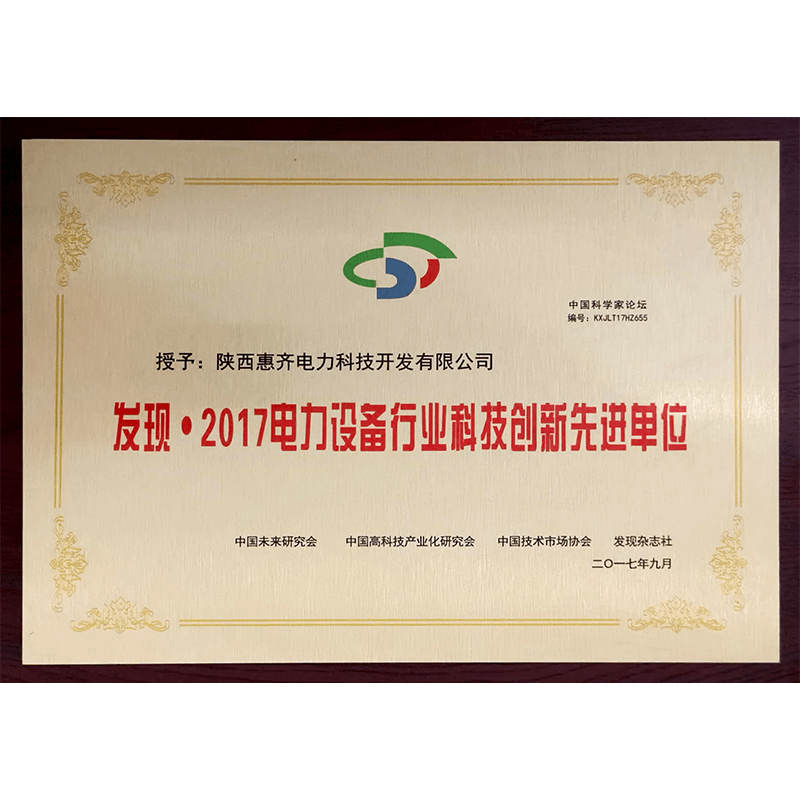 中国科学家论坛
编号：KXJLT17HZ655
授予：陕西惠齐电力科技开发有限公司
发现·2017电力设备行业科技创新先进单位
中国未来研究会 中国高科技产业化研究会 中国技术市场协会 发现杂志社
二〇一七年九月